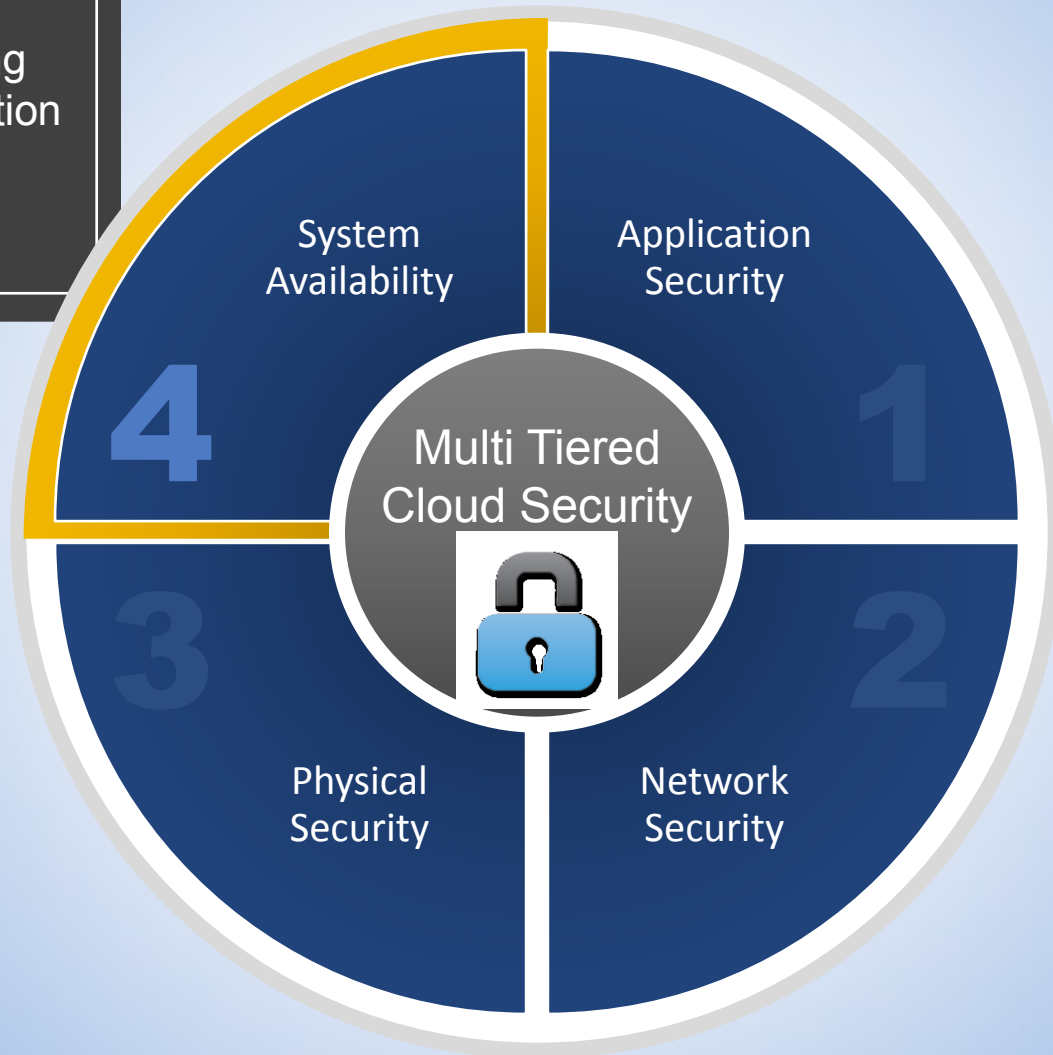 System
Availability
Application
Security
4
1
Multi Tiered
Cloud Security
3
2
Physical
Security
Network
Security